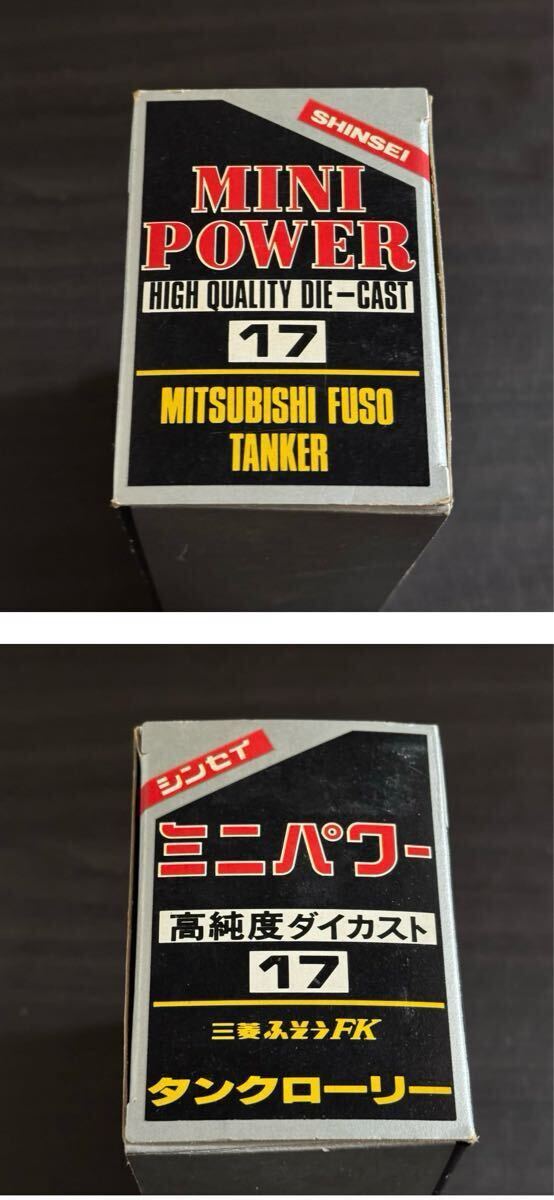 SHINSEI
MINI
POWER
HIGH QUALITY DIE-CAST
17
MITSUBISHI FUSO
TANKER
シンセイ
ミニパワー
高純度ダイカスト
17
三菱ふそうFK
タンクローリー